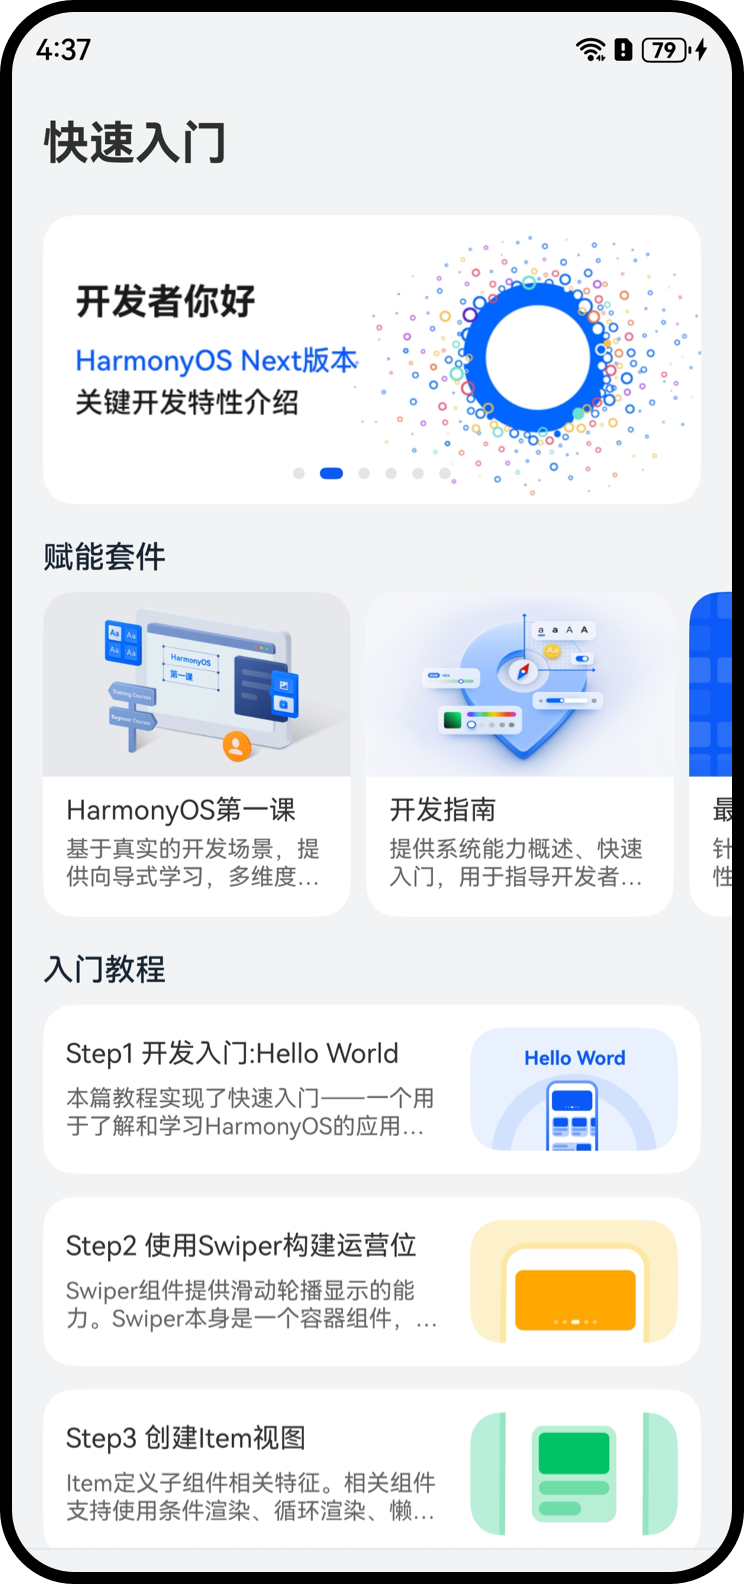 4:37
79
快速入门
开发者你好
HarmonyOS Next版本
关键开发特性介绍
赋能套件
Aa Aa
Aa Aa
HarmonyOS
第一课
Training Courses
Beginner Courses
a a A A
Aa
HarmonyOS第一课
基于真实的开发场景，提
供向导式学习，多维度...
开发指南
提供系统能力概述、快速
入门，用于指导开发者...
最
针
性
入门教程
Step1 开发入门:Hello World
本篇教程实现了快速入门——一个用
于了解和学习HarmonyOS的应用...
Hello Word
Step2 使用Swiper构建运营位
Swiper组件提供滑动轮播显示的能
力。Swiper本身是一个容器组件，...
Step3 创建Item视图
Item定义子组件相关特征。相关组件
支持使用条件渲染、循环渲染、懒...